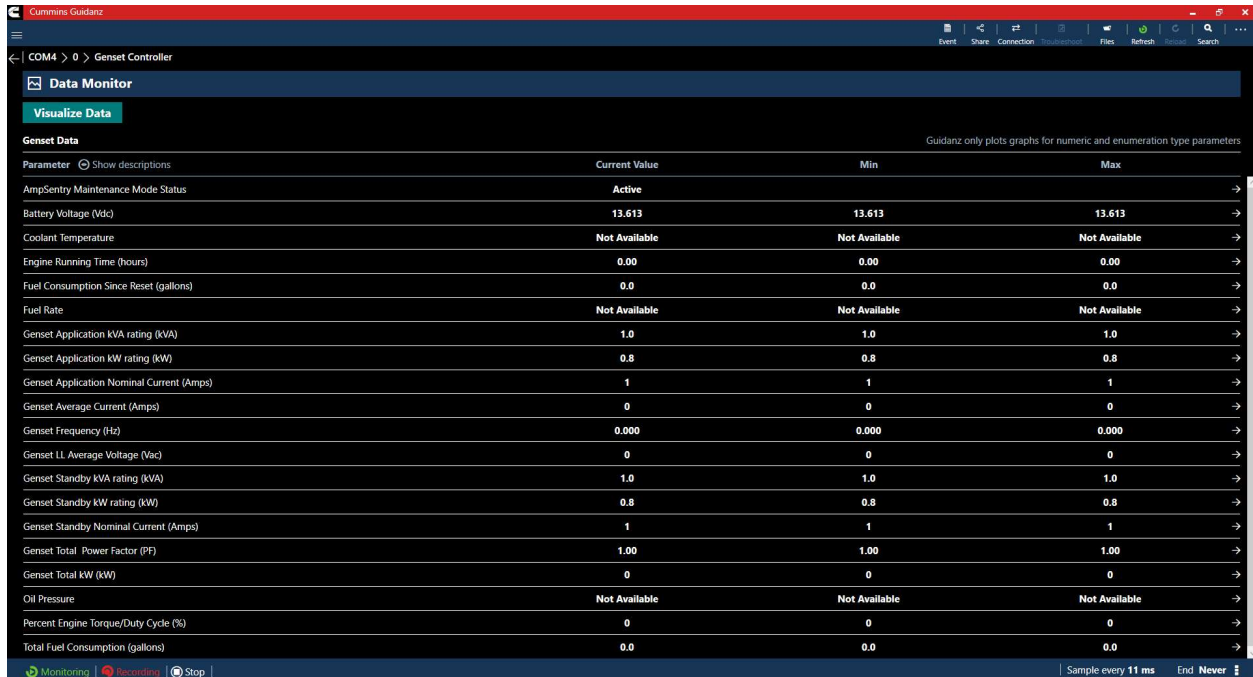 Cummins Guidanz
Event Share Connection Troubleshoot Files Refresh Reload Search
COM4 > 0 > Genset Controller
Data Monitor
Visualize Data
Genset Data Guidanz only plots graphs for numeric and enumeration type parameters
Parameter Show descriptions Current Value Min Max
AmpSentry Maintenance Mode Status Active
Battery Voltage (Vdc) 13.613 13.613 13.613
Coolant Temperature Not Available Not Available Not Available
Engine Running Time (hours) 0.00 0.00 0.00
Fuel Consumption Since Reset (gallons) 0.0 0.0 0.0
Fuel Rate Not Available Not Available Not Available
Genset Application kVA rating (kVA) 1.0 1.0 1.0
Genset Application kW rating (kW) 0.8 0.8 0.8
Genset Application Nominal Current (Amps) 1 1 1
Genset Average Current (Amps) 0 0 0
Genset Frequency (Hz) 0.000 0.000 0.000
Genset LL Average Voltage (Vac) 0 0 0
Genset Standby kVA rating (kVA) 1.0 1.0 1.0
Genset Standby kW rating (kW) 0.8 0.8 0.8
Genset Standby Nominal Current (Amps) 1 1 1
Genset Total Power Factor (PF) 1.00 1.00 1.00
Genset Total kW (kW) 0 0 0
Oil Pressure Not Available Not Available Not Available
Percent Engine Torque/Duty Cycle (%) 0 0 0
Total Fuel Consumption (gallons) 0.0 0.0 0.0
Monitoring Recording Stop Sample every 11 ms End Never